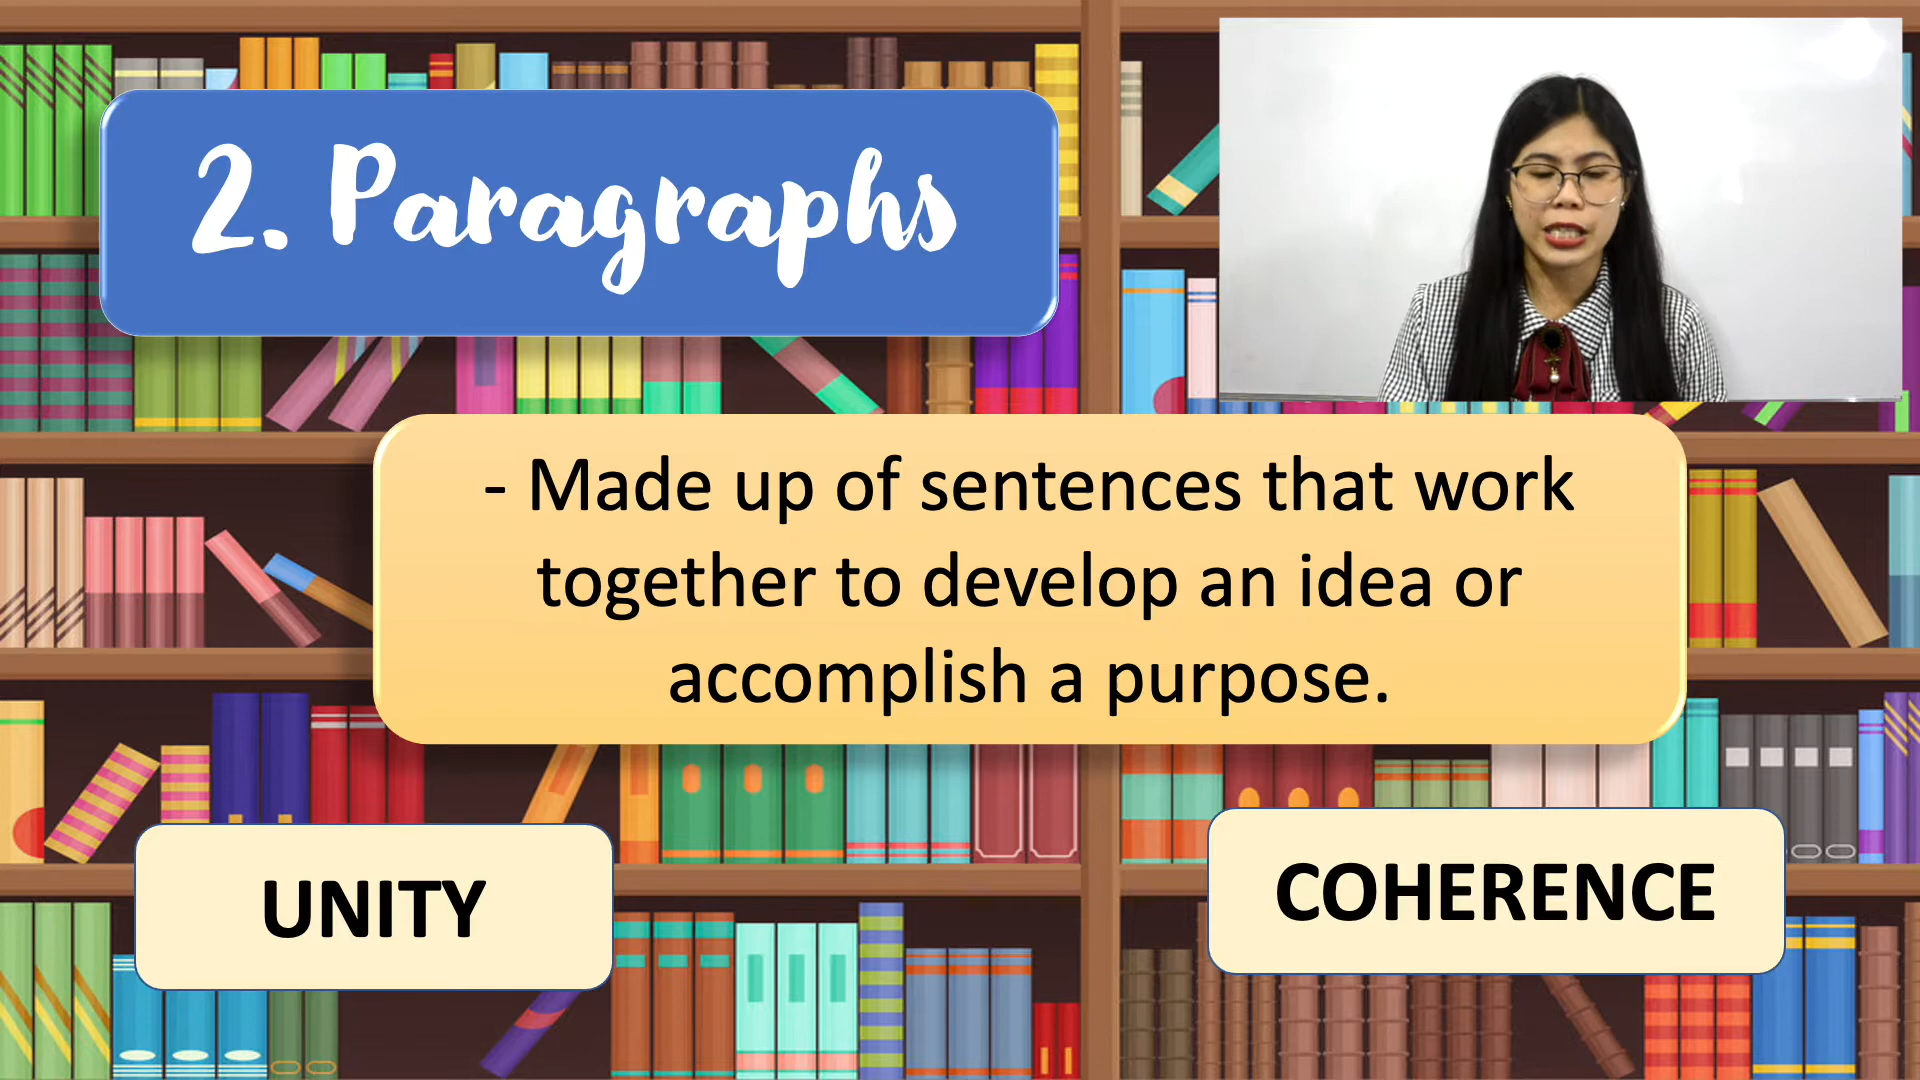 2. Paragraphs
- Made up of sentences that work
together to develop an idea or
accomplish a purpose.
UNITY
COHERENCE